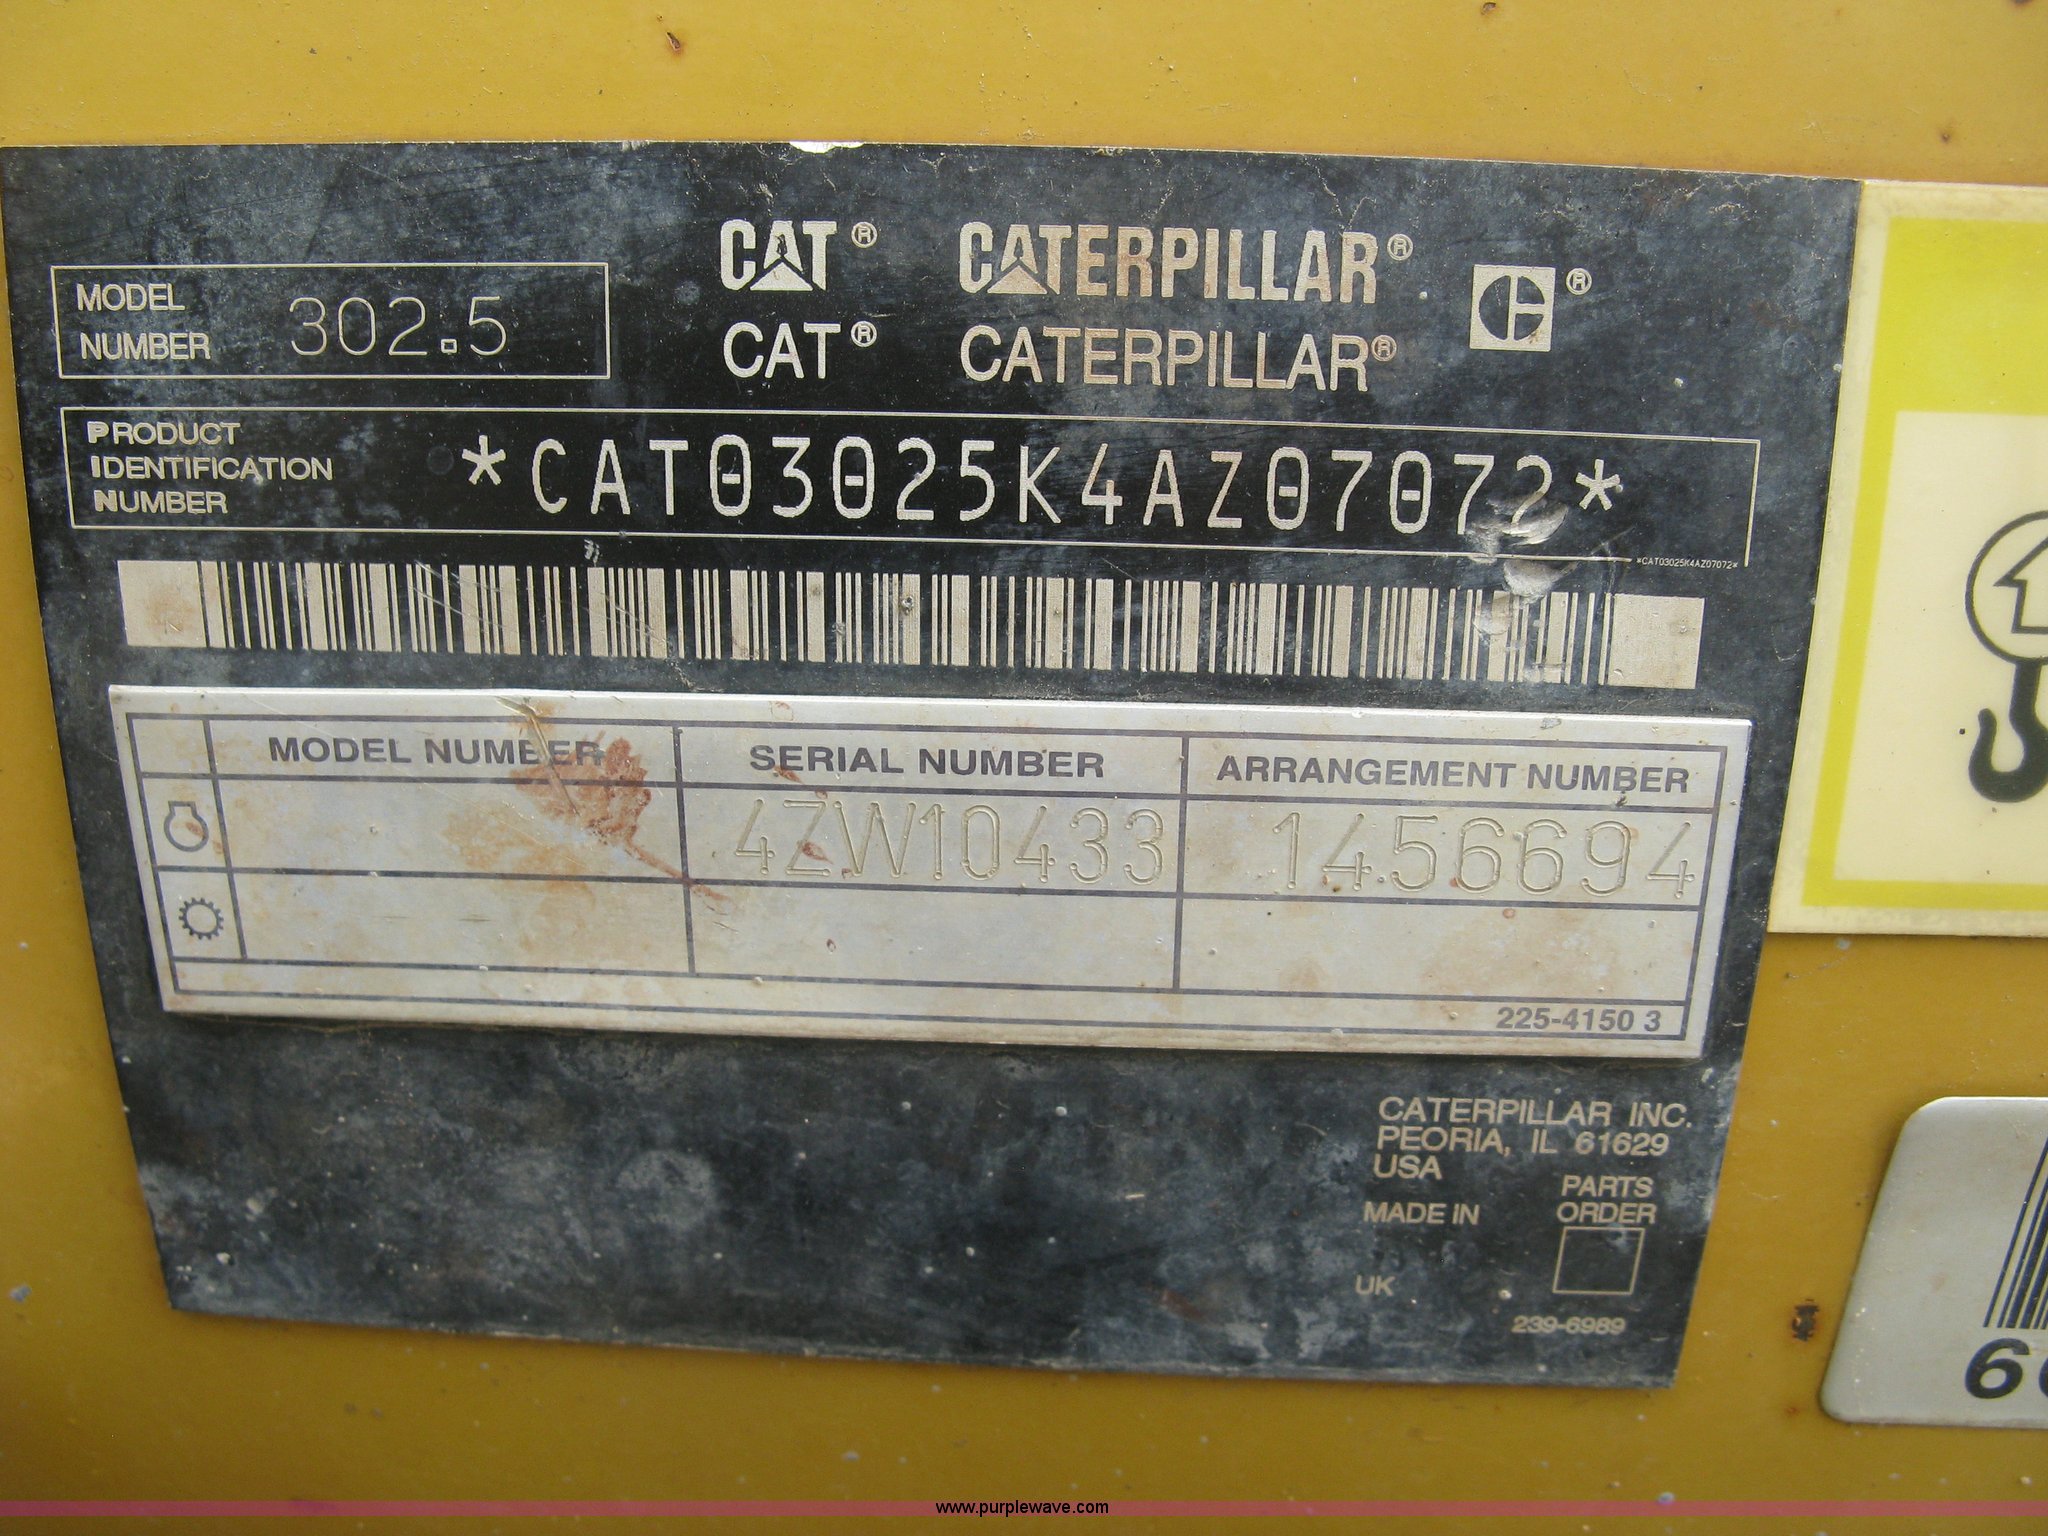 CAT® CATERPILLAR® ®
MODEL NUMBER 302.5
CAT® CATERPILLAR®
PRODUCT IDENTIFICATION NUMBER *CAT03025K4AZ07072*
*CAT03025K4AZ07072*
MODEL NUMBER SERIAL NUMBER ARRANGEMENT NUMBER
4ZW10433 1456694
225-4150 3
CATERPILLAR INC.
PEORIA, IL 61629
USA
MADE IN
PARTS ORDER
UK
239-6989
www.purplewave.com